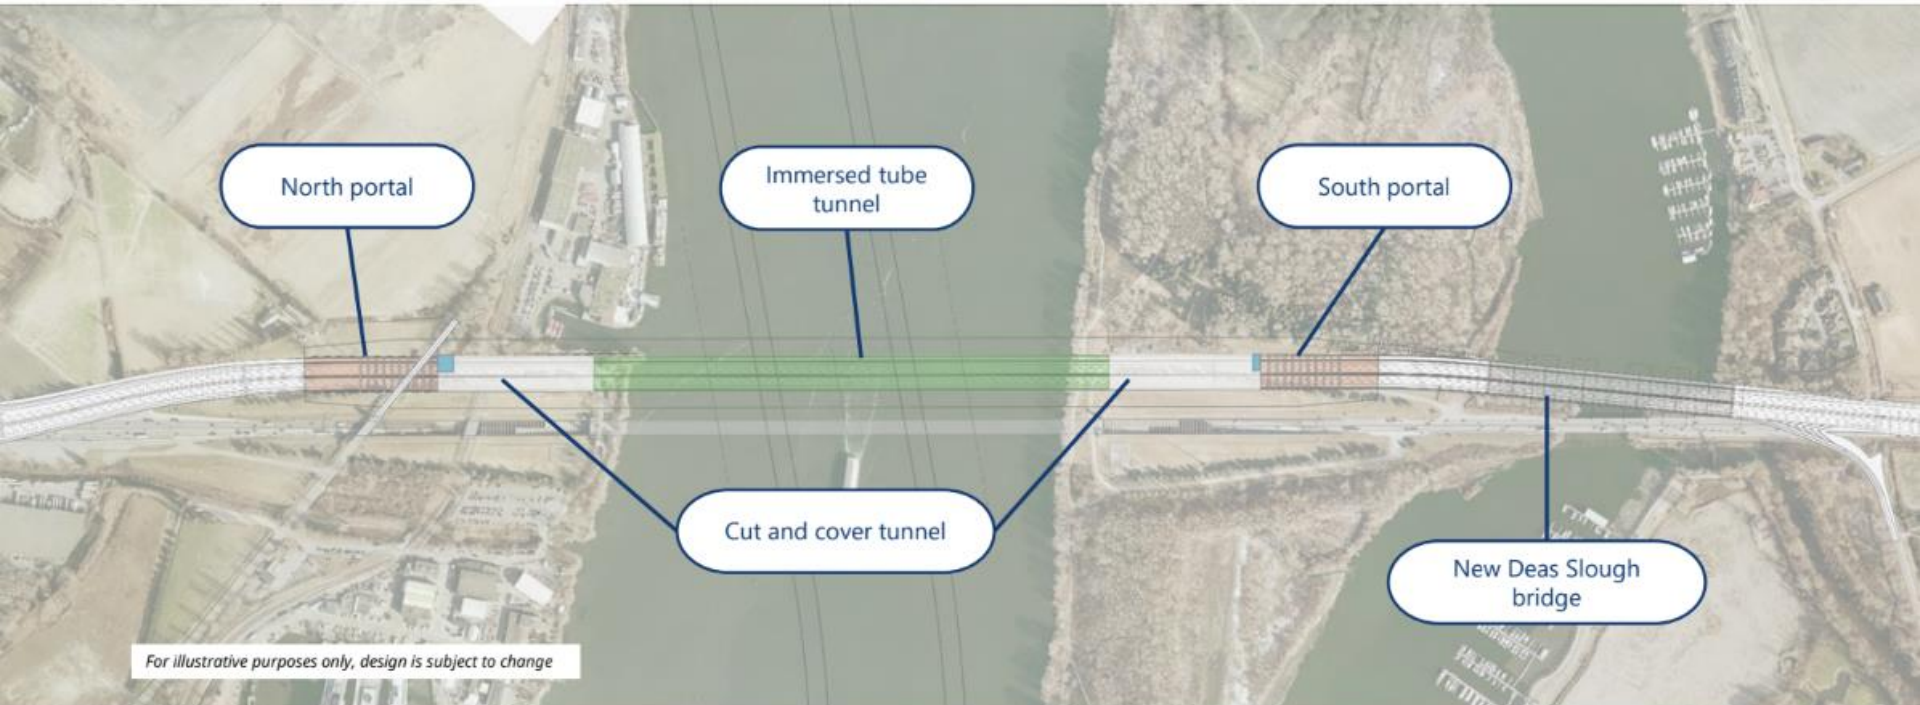 North portal
Immersed tube
tunnel
South portal
Cut and cover tunnel
New Deas Slough
bridge
For illustrative purposes only, design is subject to change